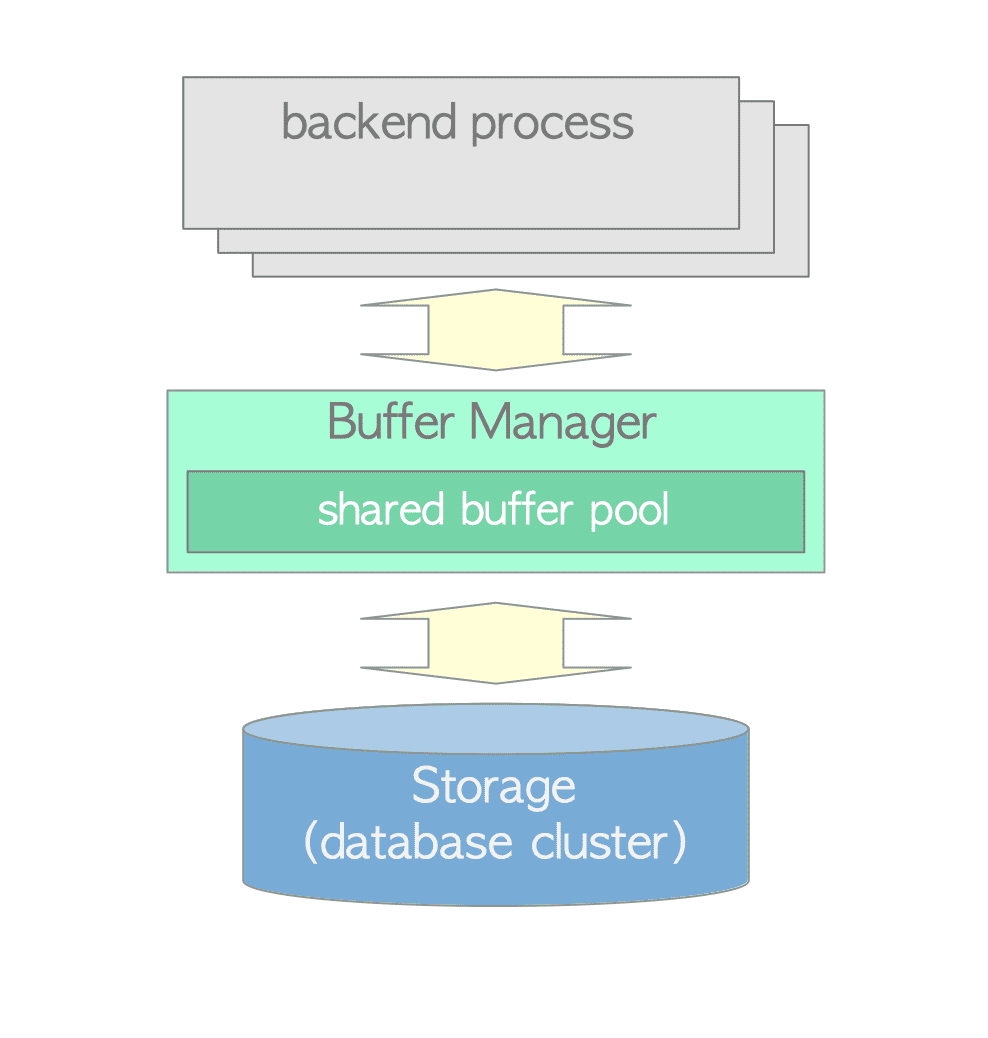 backend process
Buffer Manager
shared buffer pool
Storage
(database cluster)